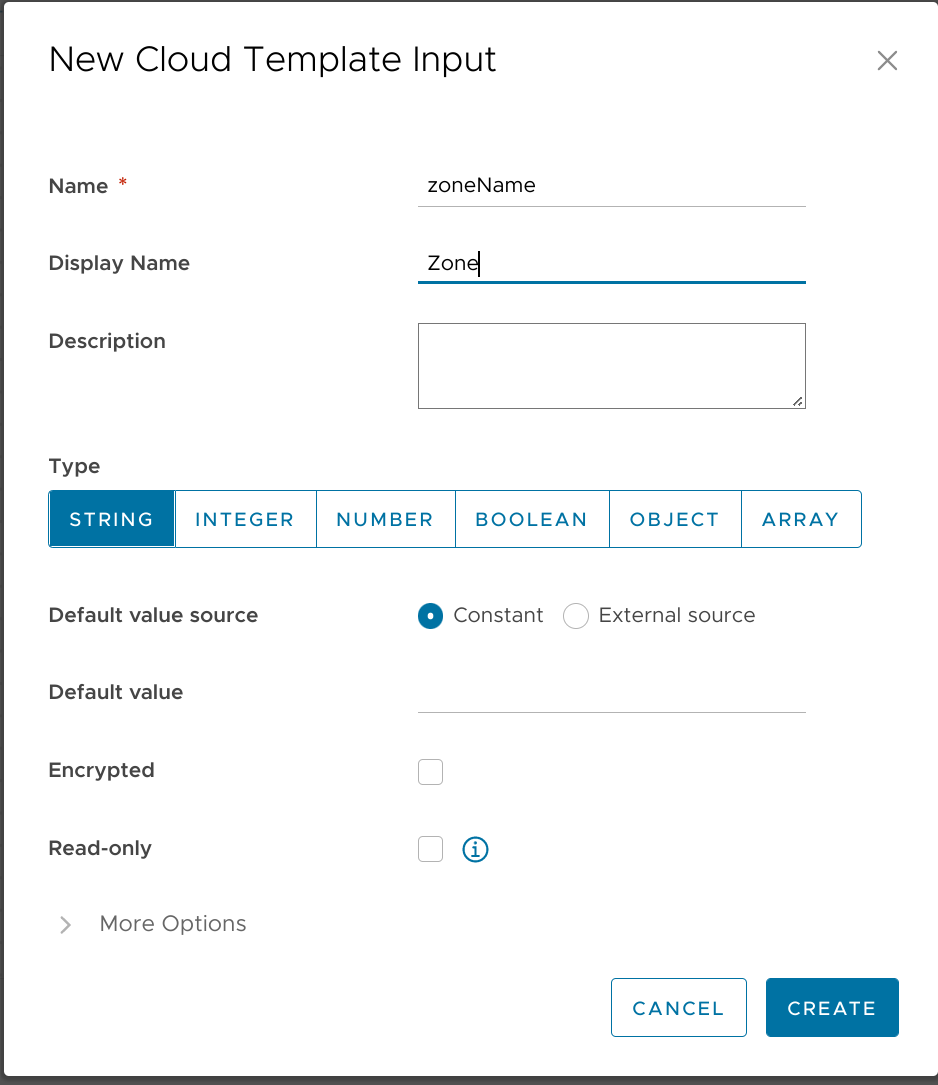 New Cloud Template Input
Name * zoneName
Display Name Zone
Description
Type
STRING INTEGER NUMBER BOOLEAN OBJECT ARRAY
Default value source Constant External source
Default value
Encrypted
Read-only
More Options
CANCEL CREATE